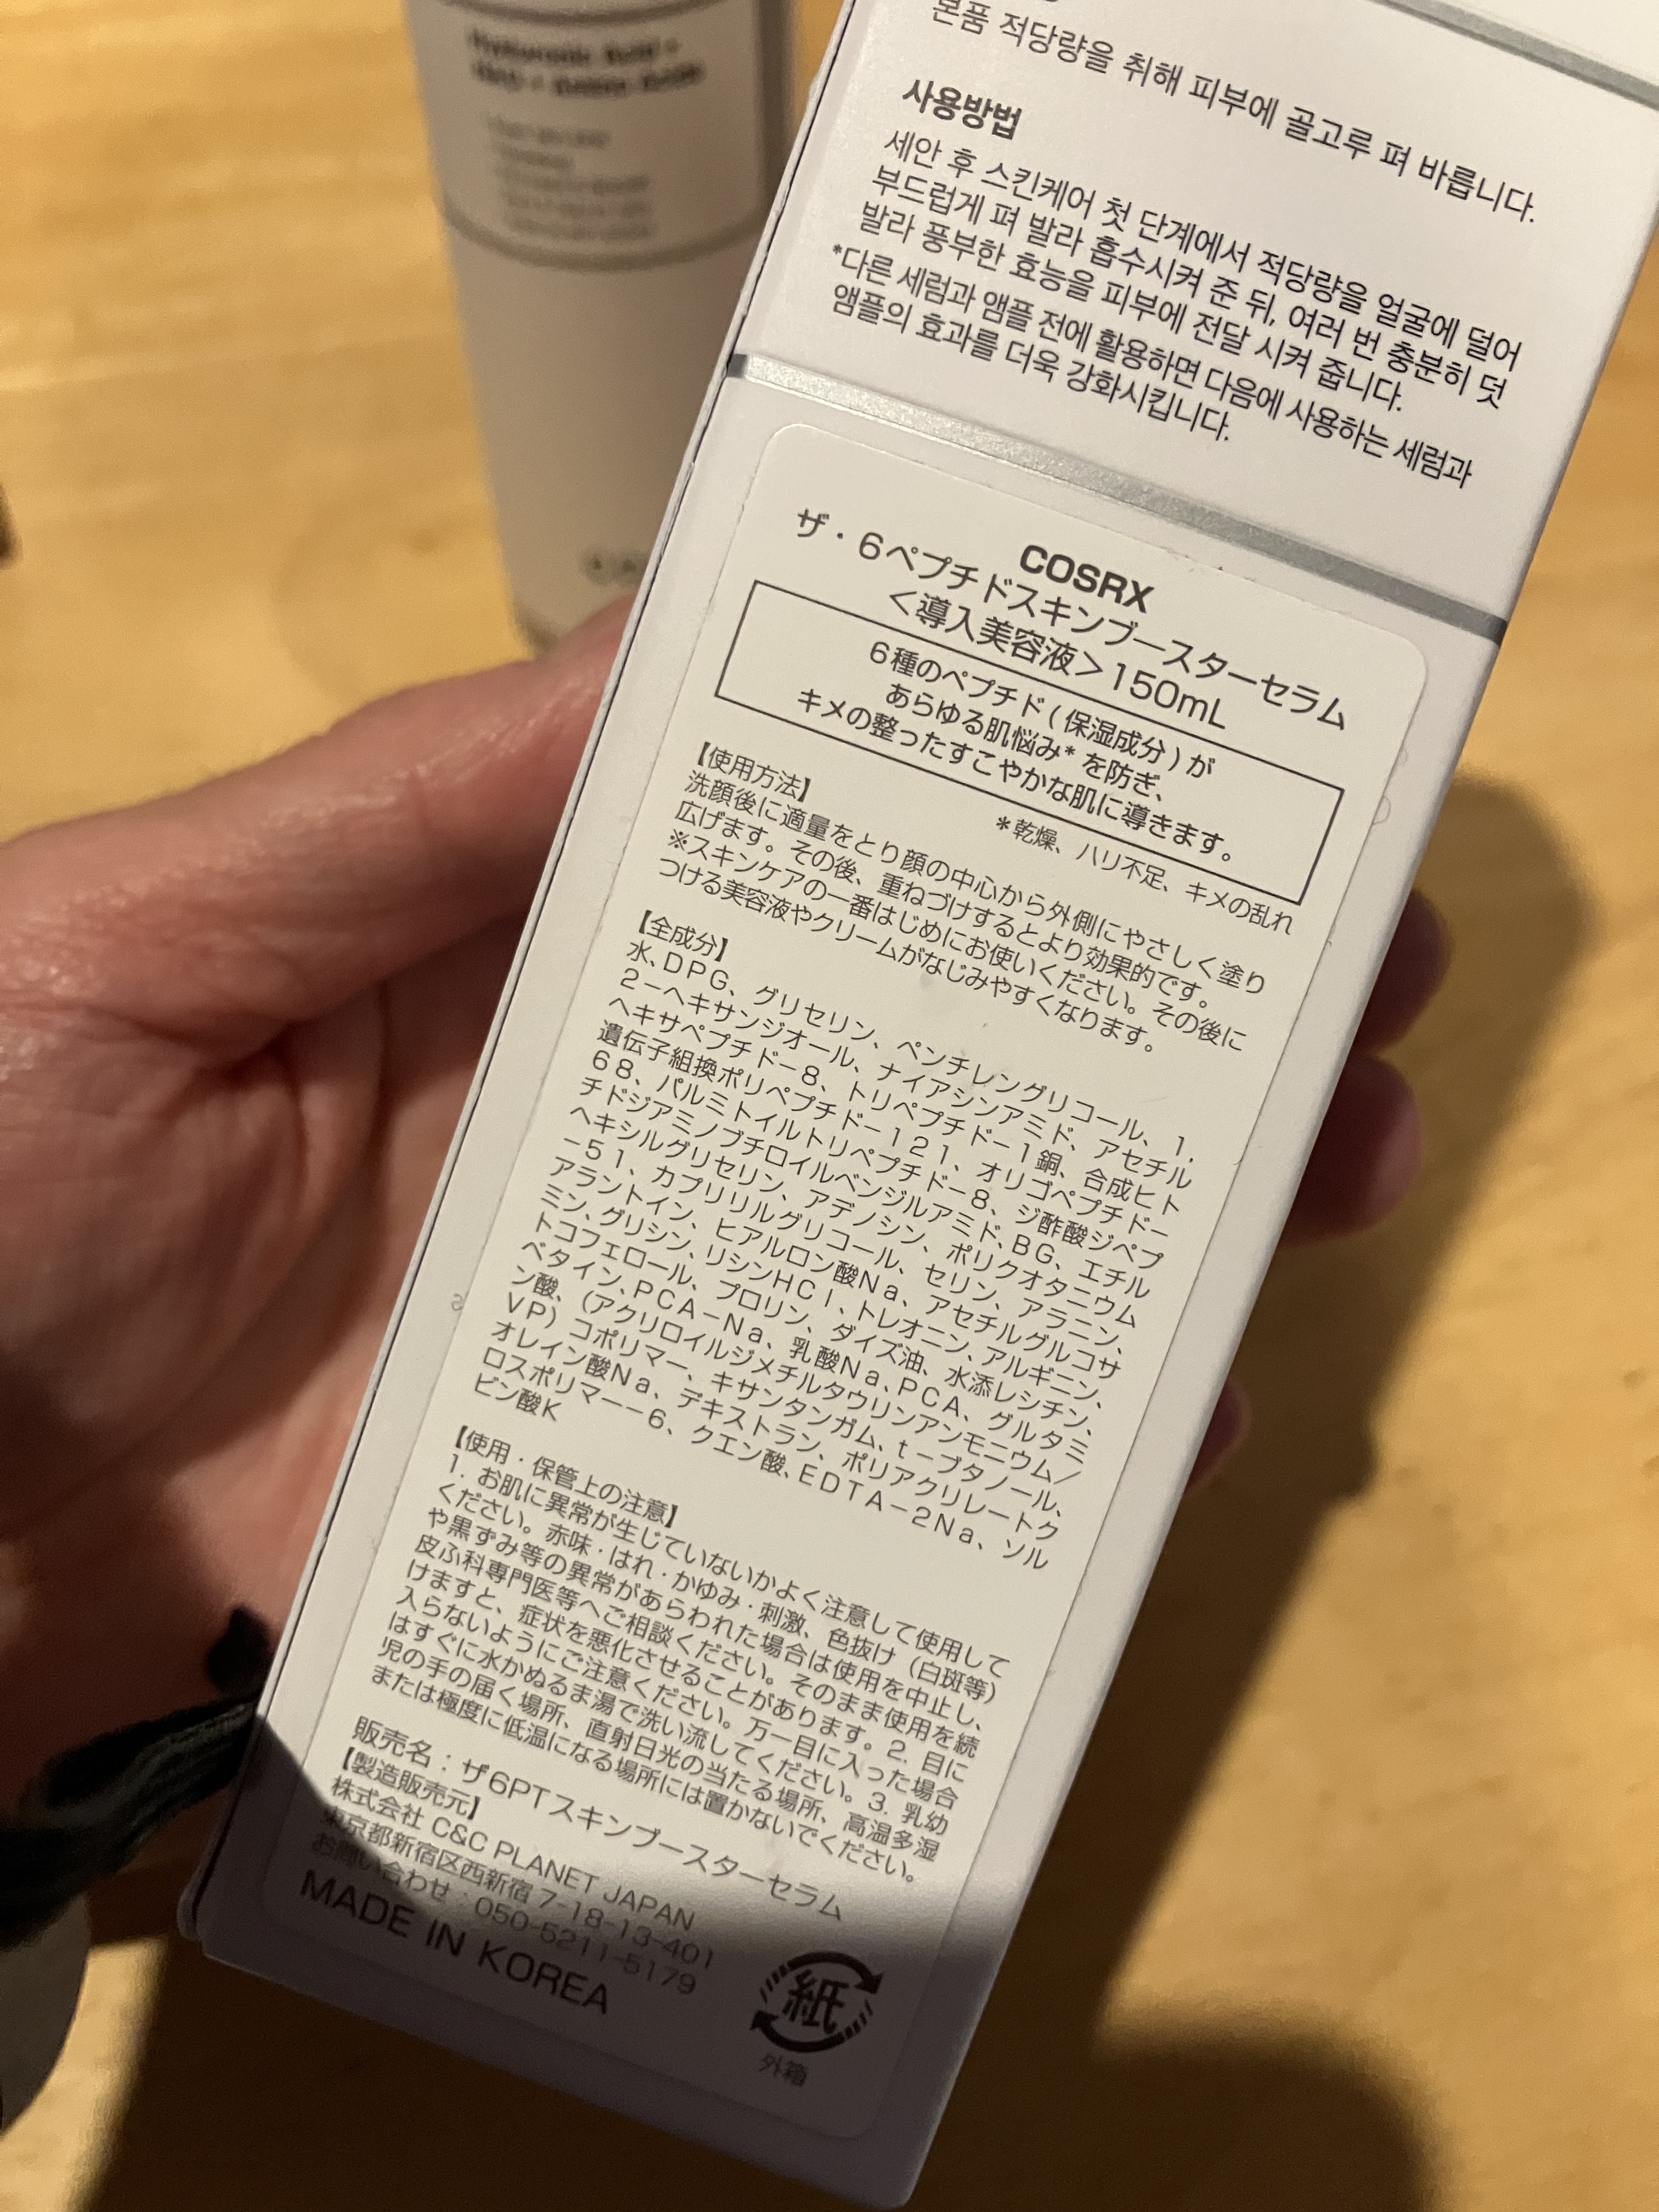 Hyaluronic Acid +
본품 적당량을 취해 피부에 골고루 펴 바릅니다.
사용방법
세안 후 스킨케어 첫 단계에서 적당량을 얼굴에 덜어
부드럽게 펴 발라 흡수시켜 준 뒤, 여러 번 충분히 덧
발라 풍부한 효능을 피부에 전달 시켜 줍니다.
*다른 세럼과 앰플 전에 활용하면 다음에 사용하는 세럼과
앰플의 효과를 더욱 강화시킵니다.
COSRX
ザ・6ペプチドスキンブースターセラム
＜導入美容液＞150mL
6種のペプチド(保湿成分)が
あらゆる肌悩み*を防ぎ、
キメの整ったすこやかな肌に導きます。
*乾燥、ハリ不足、キメの乱れ
【使用方法】
洗顔後に適量をとり顔の中心から外側にやさしく塗り
広げます。その後、重ねづけするとより効果的です。
※スキンケアの一番はじめにお使いください。その後に
つける美容液やクリームがなじみやすくなります。
【全成分】
水、DPG、グリセリン、ペンチレングリコール、1,
2-ヘキサンジオール、ナイアシンアミド、アセチル
ヘキサペプチド-8、トリペプチド-1銅、合成ヒト
遺伝子組換ポリペプチド-121、オリゴペプチド-
68、パルミトイルトリペプチド-8、ジ酢酸ジペプ
チドジアミノブチロイルベンジルアミド、BG、エチル
ヘキシルグリセリン、アデノシン、ポリクオタニウム
-51、カプリリルグリコール、セリン、アラニン、
アラントイン、ヒアルロン酸Na、アセチルグルコサ
ミン、グリシン、リシンHCl、トレオニン、アルギニン、
トコフェロール、プロリン、ダイズ油、水添レシチン、
ベタイン、PCA-Na、乳酸Na、PCA、グルタミ
ン酸、(アクリロイルジメチルタウリンアンモニウム/
VP)コポリマー、キサンタンガム、t-ブタノール、
オレイン酸Na、デキストラン、ポリアクリレートク
ロスポリマー-6、クエン酸、EDTA-2Na、ソル
ビン酸K
【使用・保管上の注意】
1. お肌に異常が生じていないかよく注意して使用して
ください。赤味・はれ・かゆみ・刺激、色抜け(白斑等)
や黒ずみ等の異常があらわれた場合は使用を中止し、
皮ふ科専門医等へご相談ください。そのまま使用を続
けますと、症状を悪化させることがあります。2. 目に
入らないようにご注意ください。万一目に入った場合
はすぐに水かぬるま湯で洗い流してください。3. 乳幼
児の手の届く場所、直射日光の当たる場所、高温多湿
または極度に低温になる場所には置かないでください。
販売名：ザ6PTスキンブースターセラム
【製造販売元】
株式会社 C&C PLANET JAPAN
東京都新宿区西新宿 7-18-13-401
お問い合わせ：050-5211-5179
MADE IN KOREA
紙
外箱